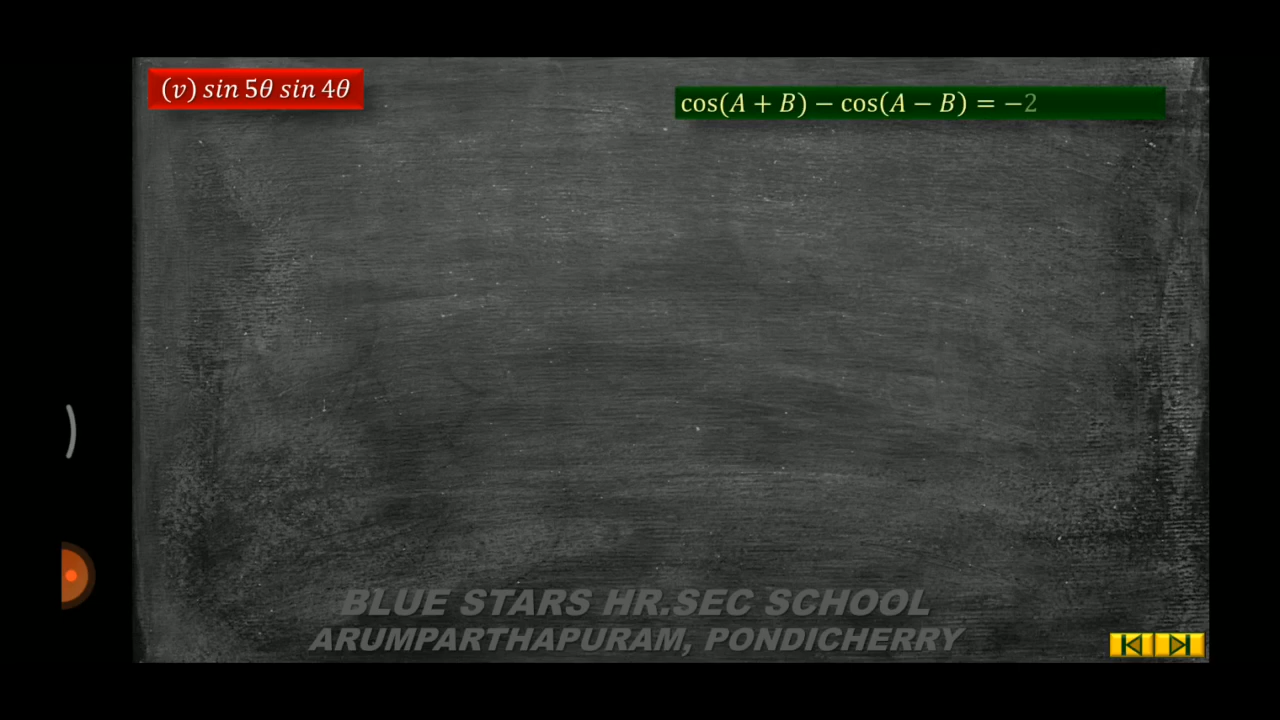 (v) sin 5θ sin 4θ
cos(A + B) − cos(A − B) = −2
BLUE STARS HR.SEC SCHOOL
ARUMPARTHAPURAM, PONDICHERRY